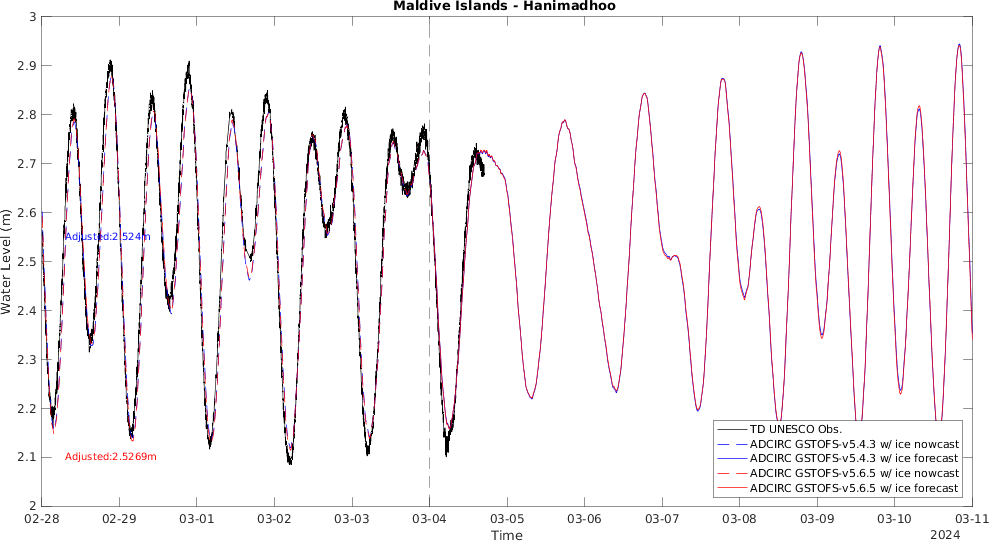 Maldive Islands - Hanimadhoo
Water Level (m)
3
2.9
2.8
2.7
2.6
2.5
2.4
2.3
2.2
2.1
2
Adjusted:2.524m
Adjusted:2.5269m
TD UNESCO Obs.
ADCIRC GSTOFS-v5.4.3 w/ ice nowcast
ADCIRC GSTOFS-v5.4.3 w/ ice forecast
ADCIRC GSTOFS-v5.6.5 w/ ice nowcast
ADCIRC GSTOFS-v5.6.5 w/ ice forecast
02-28 02-29 03-01 03-02 03-03 03-04 03-05 03-06 03-07 03-08 03-09 03-10 03-11
Time
2024